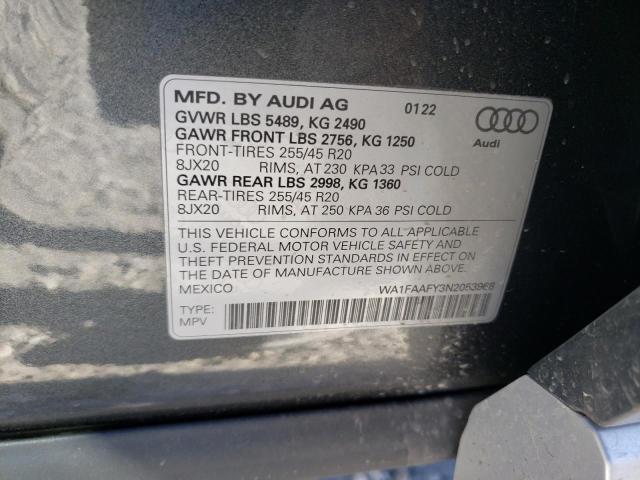 MFD. BY AUDI AG 0122
GVWR LBS 5489, KG 2490
GAWR FRONT LBS 2756, KG 1250
FRONT-TIRES 255/45 R20
8JX20 RIMS, AT 230 KPA 33 PSI COLD
GAWR REAR LBS 2998, KG 1360
REAR-TIRES 255/45 R20
8JX20 RIMS, AT 250 KPA 36 PSI COLD
Audi
THIS VEHICLE CONFORMS TO ALL APPLICABLE
U.S. FEDERAL MOTOR VEHICLE SAFETY AND
THEFT PREVENTION STANDARDS IN EFFECT ON
THE DATE OF MANUFACTURE SHOWN ABOVE.
MEXICO
TYPE:
MPV